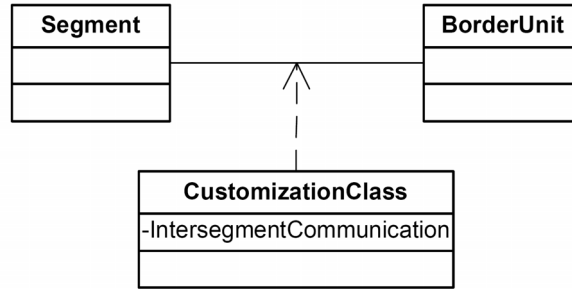 Segment
BorderUnit
CustomizationClass
-IntersegmentCommunication